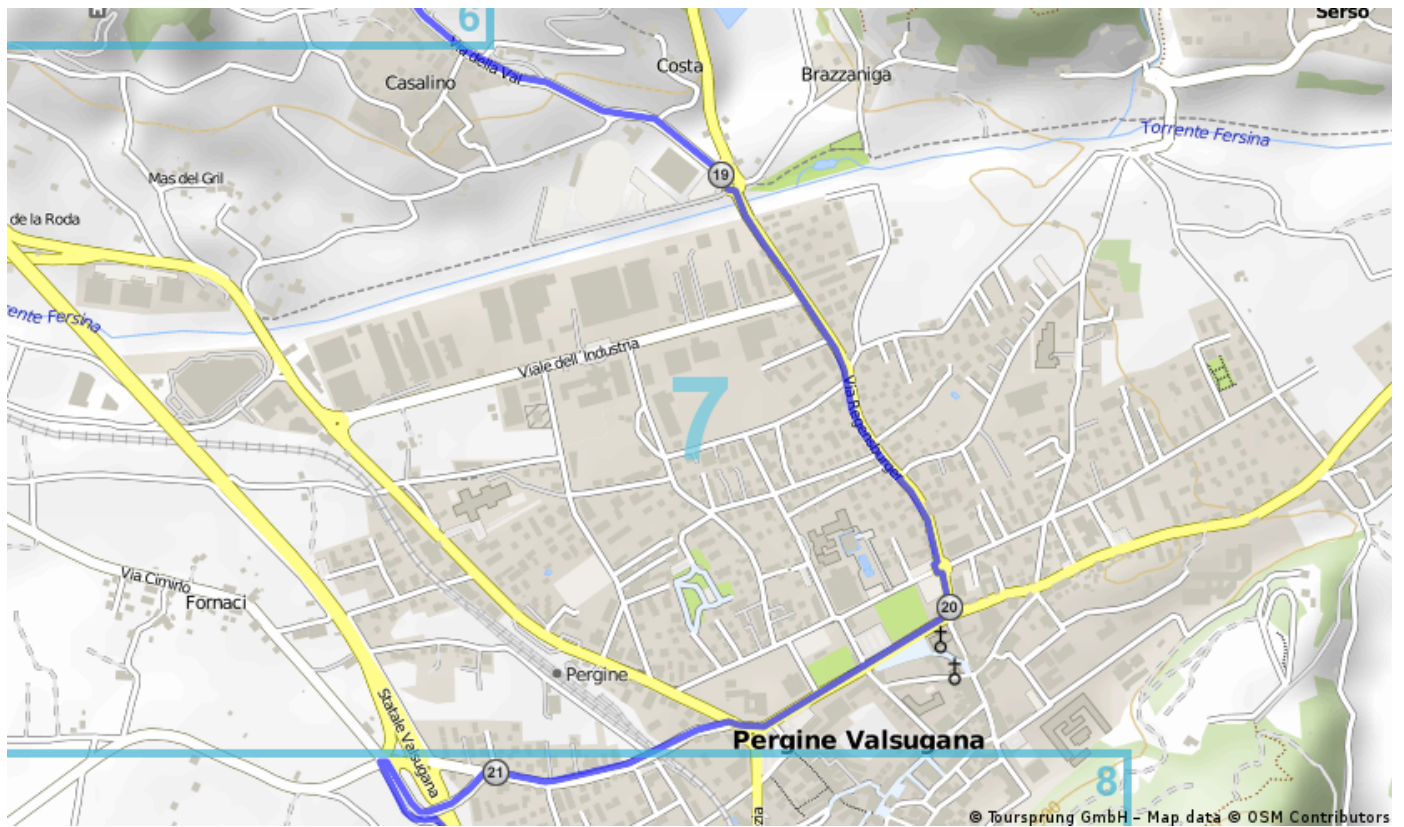 6
Serso
Via della Val
Costa
Casalino
Brazzaniga
Torrente Fersina
19
Mas del Gril
de la Roda
rente Fersina
Viale dell' Industria
7
Via Regensburger
Via Cimirlo
Fornaci
20
Pergine
Statale Valsugana
Pergine Valsugana
21
8
© Toursprung GmbH – Map data © OSM Contributors